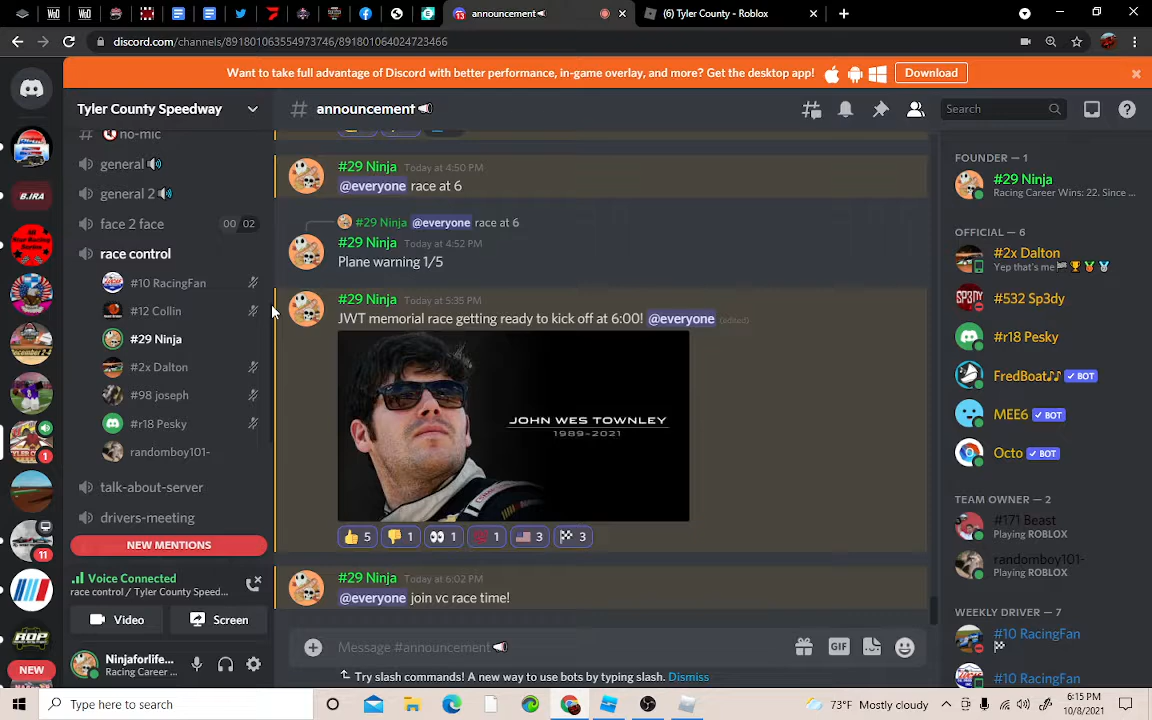 13 announcement
(6) Tyler County - Roblox
discord.com/channels/891801063554973746/891801064024723466
Want to take full advantage of Discord with better performance, in-game overlay, and more? Get the desktop app!
Download
Tyler County Speedway
# announcement
Search
no-mic
general
general 2
face 2 face 00 02
race control
#10 RacingFan
#12 Collin
#29 Ninja
#2x Dalton
#98 joseph
#r18 Pesky
randomboy101-
talk-about-server
drivers-meeting
NEW MENTIONS
Voice Connected
race control / Tyler County Speed...
Video
Screen
Ninjaforlife...
Racing Career ...
#29 Ninja Today at 4:50 PM
@everyone race at 6
#29 Ninja @everyone race at 6
#29 Ninja Today at 4:52 PM
Plane warning 1/5
#29 Ninja Today at 5:35 PM
JWT memorial race getting ready to kick off at 6:00! @everyone (edited)
JOHN WES TOWNLEY
1989-2021
5 1 1 1 3 3
#29 Ninja Today at 6:02 PM
@everyone join vc race time!
Message #announcement
GIF
Try slash commands! A new way to use bots by typing slash. Dismiss
FOUNDER — 1
#29 Ninja
Racing Career Wins: 22. Since ...
OFFICIAL — 6
#2x Dalton
Yep that's me
#532 Sp3dy
#r18 Pesky
FredBoat BOT
MEE6 BOT
Octo BOT
TEAM OWNER — 2
#171 Beast
Playing ROBLOX
randomboy101-
Playing ROBLOX
WEEKLY DRIVER — 7
#10 RacingFan
#10 RacingFan
B.IRA
SP3DY
RDP
1
11
NEW
Type here to search
73°F Mostly cloudy
6:15 PM
10/8/2021